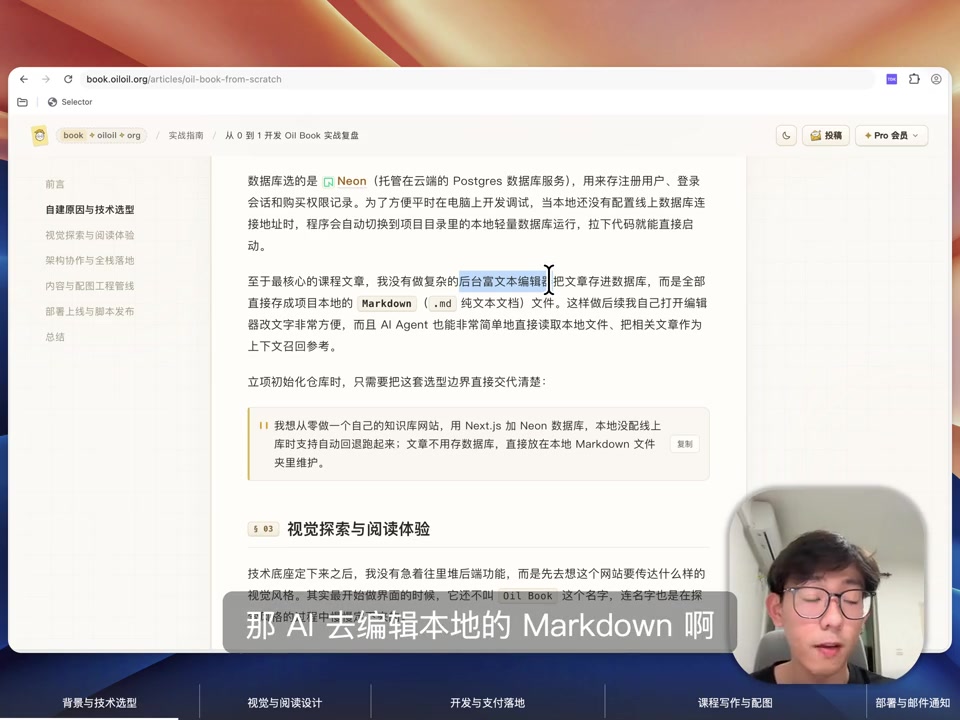 book.oiloil.org/articles/oil-book-from-scratch
Selector
book ✦ oiloil ✦ org / 实战指南 / 从 0 到 1 开发 Oil Book 实战复盘
投稿
✦ Pro 会员
前言
自建原因与技术选型
视觉探索与阅读体验
架构协作与全栈落地
内容与配图工程管线
部署上线与脚本发布
总结
数据库选的是 Neon（托管在云端的 Postgres 数据库服务），用来存注册用户、登录
会话和购买权限记录。为了方便平时在电脑上开发调试，当本地还没有配置线上数据库连
接地址时，程序会自动切换到项目目录里的本地轻量数据库运行，拉下代码就能直接启
动。
至于最核心的课程文章，我没有做复杂的后台富文本编辑器把文章存进数据库，而是全部
直接存成项目本地的 Markdown（.md 纯文本文档）文件。这样做后续我自己打开编辑
器改文字非常方便，而且 AI Agent 也能非常简单地直接读取本地文件、把相关文章作为
上下文召回参考。
立项初始化仓库时，只需要把这套选型边界直接交代清楚：
我想从零做一个自己的知识库网站，用 Next.js 加 Neon 数据库，本地没配线上
库时支持自动回退跑起来；文章不用存数据库，直接放在本地 Markdown 文件
夹里维护。
复制
§ 03 视觉探索与阅读体验
技术底座定下来之后，我没有急着往里堆后端功能，而是先去想这个网站要传达什么样的
视觉风格。其实最开始做界面的时候，它还不叫 Oil Book 这个名字，连名字也是在探
那 AI 去编辑本地的 Markdown 啊
背景与技术选型
视觉与阅读设计
开发与支付落地
课程写作与配图
部署与邮件通知